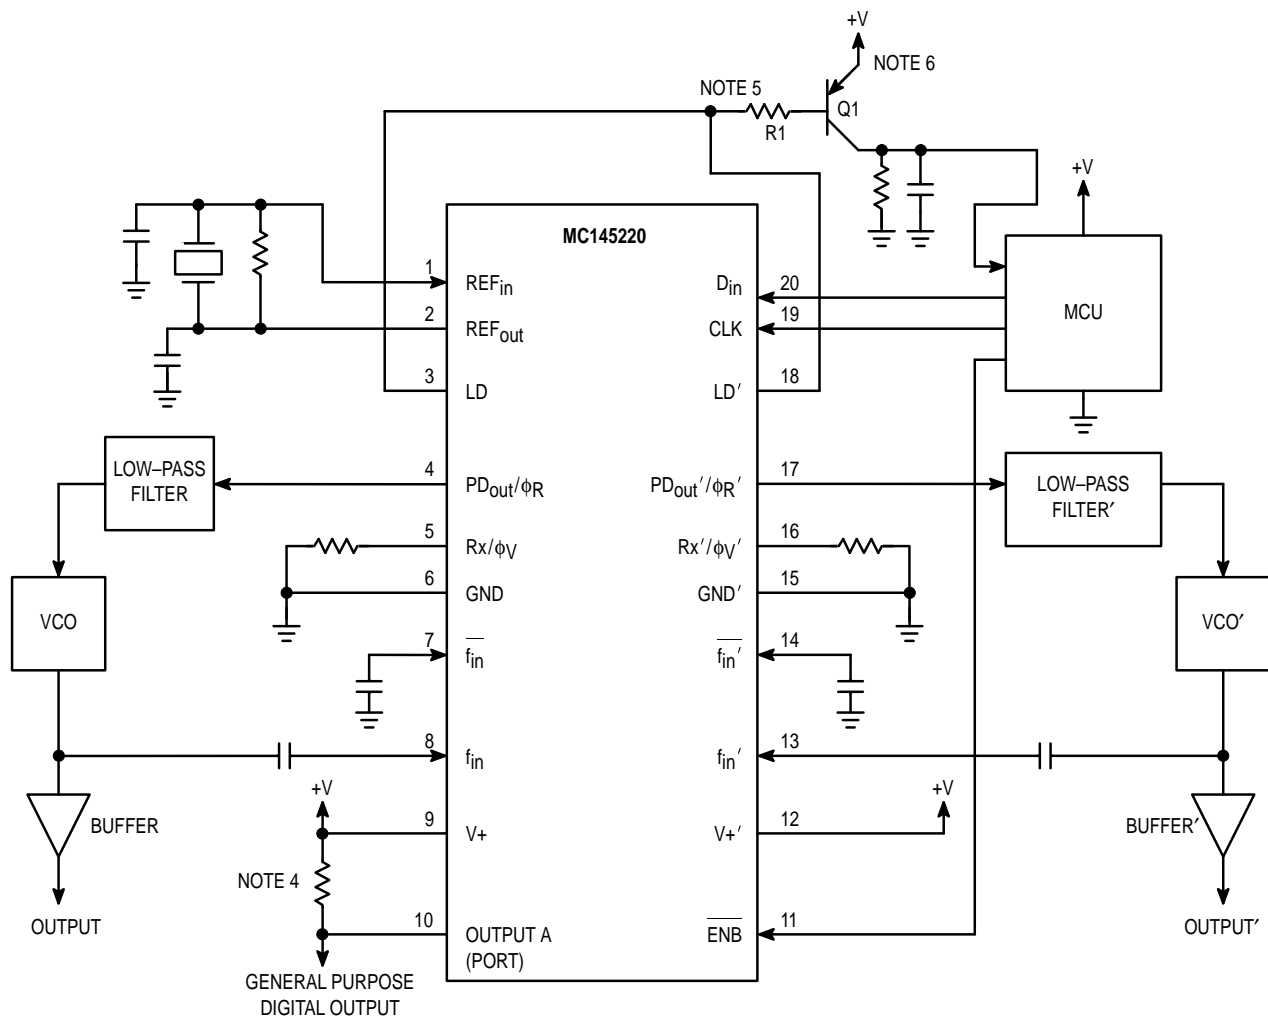 +V
NOTE 6
NOTE 5
Q1
R1
+V
MC145220
1
REFin
Din
20
MCU
2
REFout
CLK
19
3
LD
LD′
18
LOW–PASS
FILTER
4
PDout/ϕR
PDout′/ϕR′
17
LOW–PASS
FILTER′
5
Rx/ϕV
Rx′/ϕV′
16
6
GND
GND′
15
VCO
VCO′
7
fin
fin′
14
8
fin
fin′
13
+V
+V
BUFFER
9
V+
V+′
12
BUFFER′
NOTE 4
OUTPUT
10
OUTPUT A
(PORT)
ENB
11
OUTPUT′
GENERAL PURPOSE
DIGITAL OUTPUT